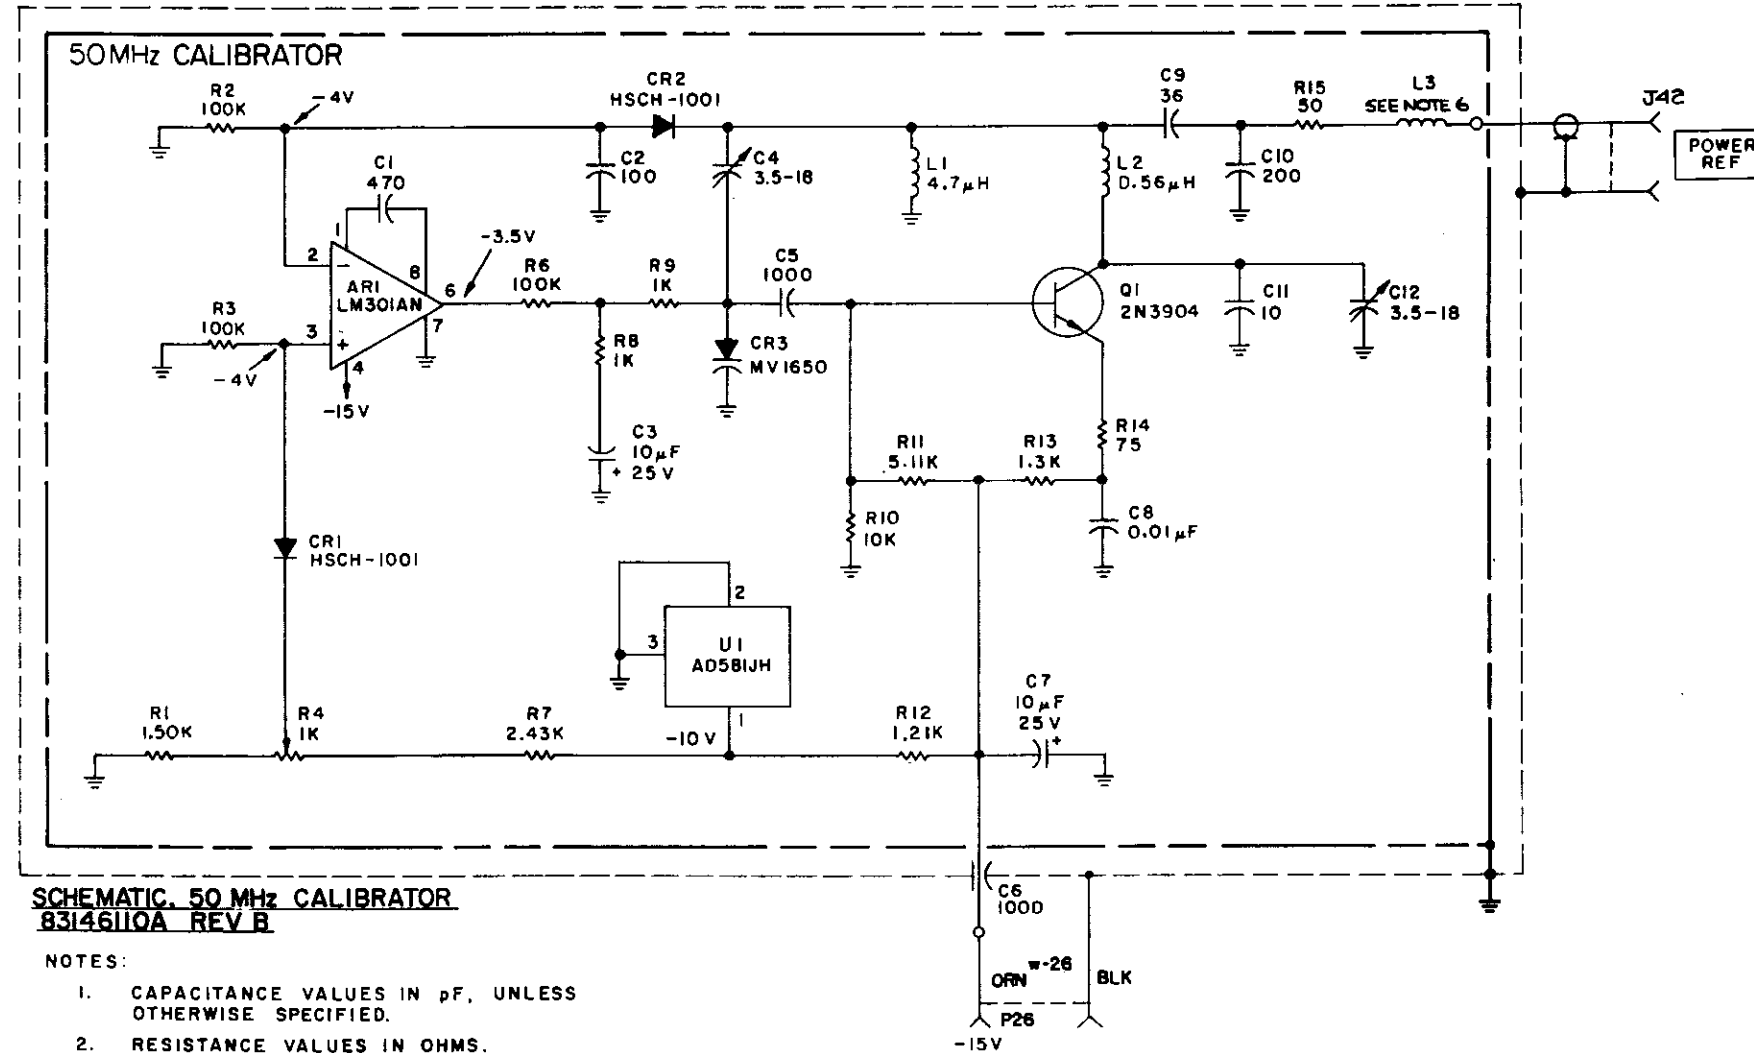 50MHz CALIBRATOR
R2
100K
-4V
CR2
HSCH-1001
C9
36
R15
50
L3
SEE NOTE 6
J42
POWER
REF
C1
470
C2
100
C4
3.5-18
L1
4.7μH
L2
0.56μH
C10
200
1
2
-
8
AR1
LM301AN
6
-3.5V
R6
100K
R9
1K
C5
1000
Q1
2N3904
C11
10
C12
3.5-18
R3
100K
3
+
7
4
-4V
-15V
R8
1K
CR3
MV1650
C3
10μF
+ 25V
R11
5.11K
R13
1.3K
R14
75
R10
10K
C8
0.01μF
CR1
HSCH-1001
2
3
U1
AD581JH
1
R1
1.50K
R4
1K
R7
2.43K
-10V
R12
1.21K
C7
10μF
25V
+
C6
1000
SCHEMATIC, 50 MHz CALIBRATOR
83146110A REV B
ORN
W-26
BLK
P26
-15V
NOTES:
1. CAPACITANCE VALUES IN pF, UNLESS
OTHERWISE SPECIFIED.
2. RESISTANCE VALUES IN OHMS.